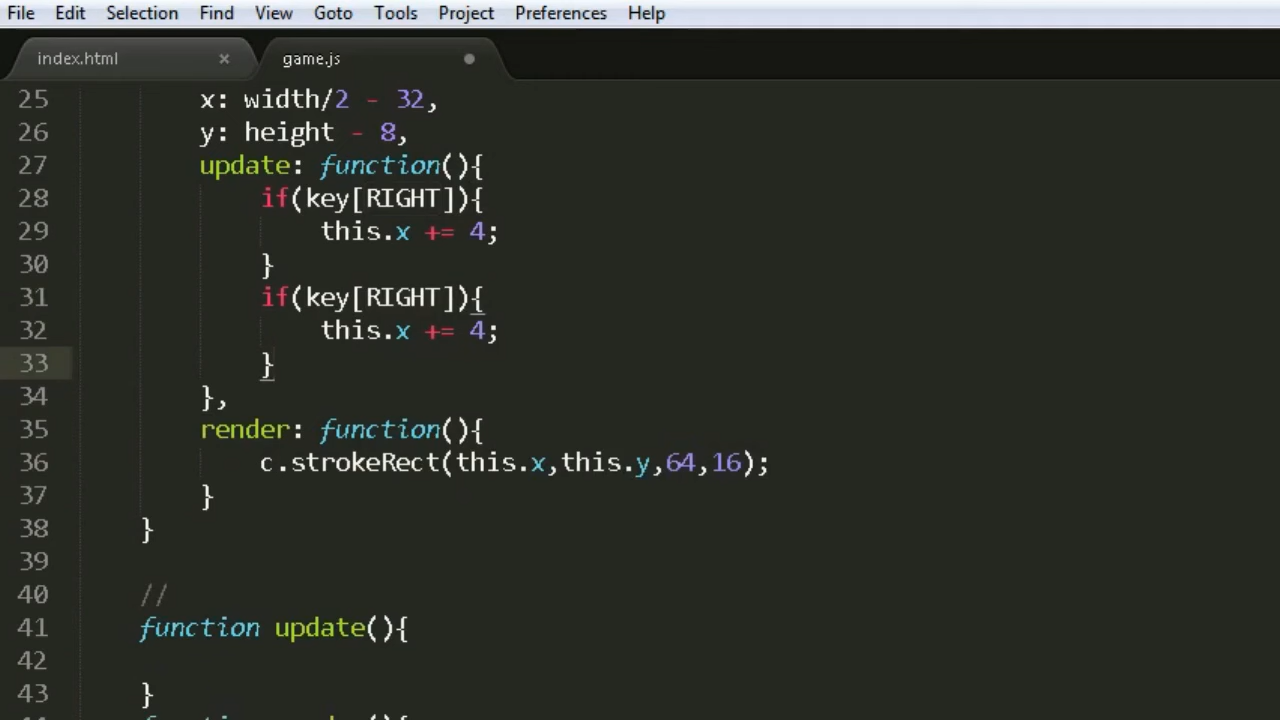 File Edit Selection Find View Goto Tools Project Preferences Help
index.html × game.js
25 x: width/2 - 32,
26 y: height - 8,
27 update: function(){
28 if(key[RIGHT]){
29 this.x += 4;
30 }
31 if(key[RIGHT]){
32 this.x += 4;
33 }
34 },
35 render: function(){
36 c.strokeRect(this.x,this.y,64,16);
37 }
38 }
39
40 //
41 function update(){
42
43 }